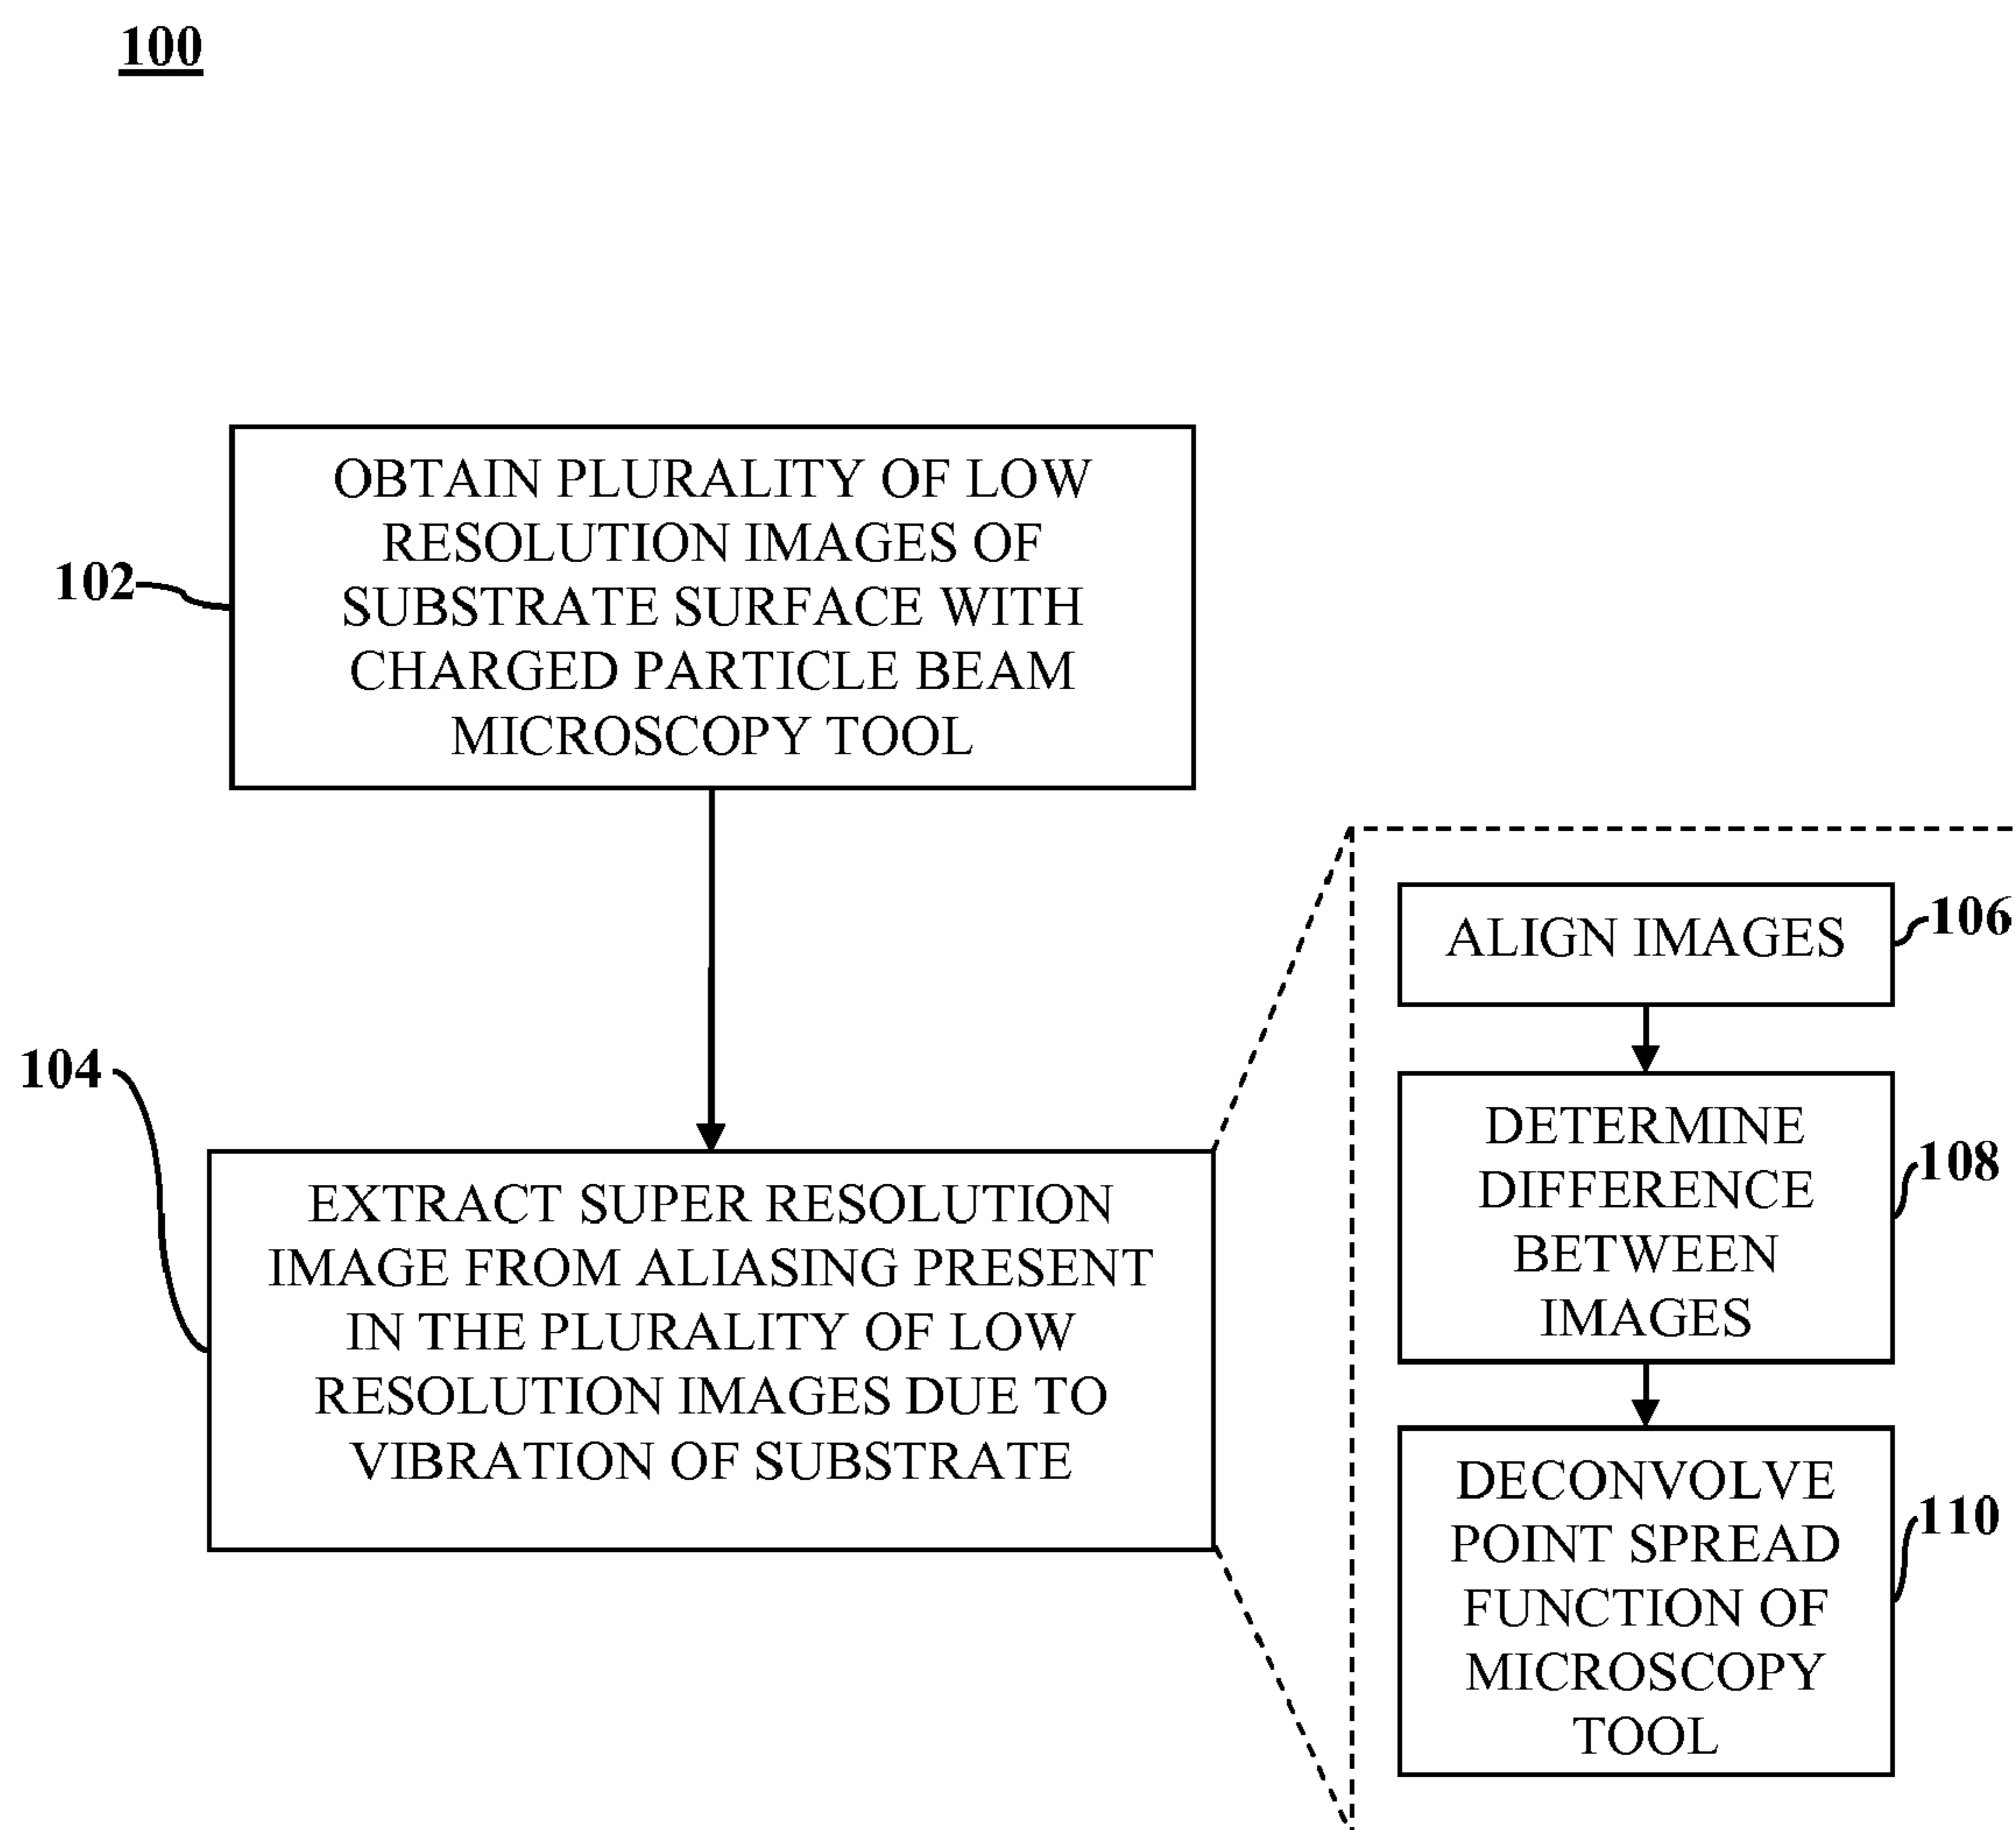 100
102
OBTAIN PLURALITY OF LOW
RESOLUTION IMAGES OF
SUBSTRATE SURFACE WITH
CHARGED PARTICLE BEAM
MICROSCOPY TOOL
104
EXTRACT SUPER RESOLUTION
IMAGE FROM ALIASING PRESENT
IN THE PLURALITY OF LOW
RESOLUTION IMAGES DUE TO
VIBRATION OF SUBSTRATE
ALIGN IMAGES
106
DETERMINE
DIFFERENCE
BETWEEN
IMAGES
108
DECONVOLVE
POINT SPREAD
FUNCTION OF
MICROSCOPY
TOOL
110